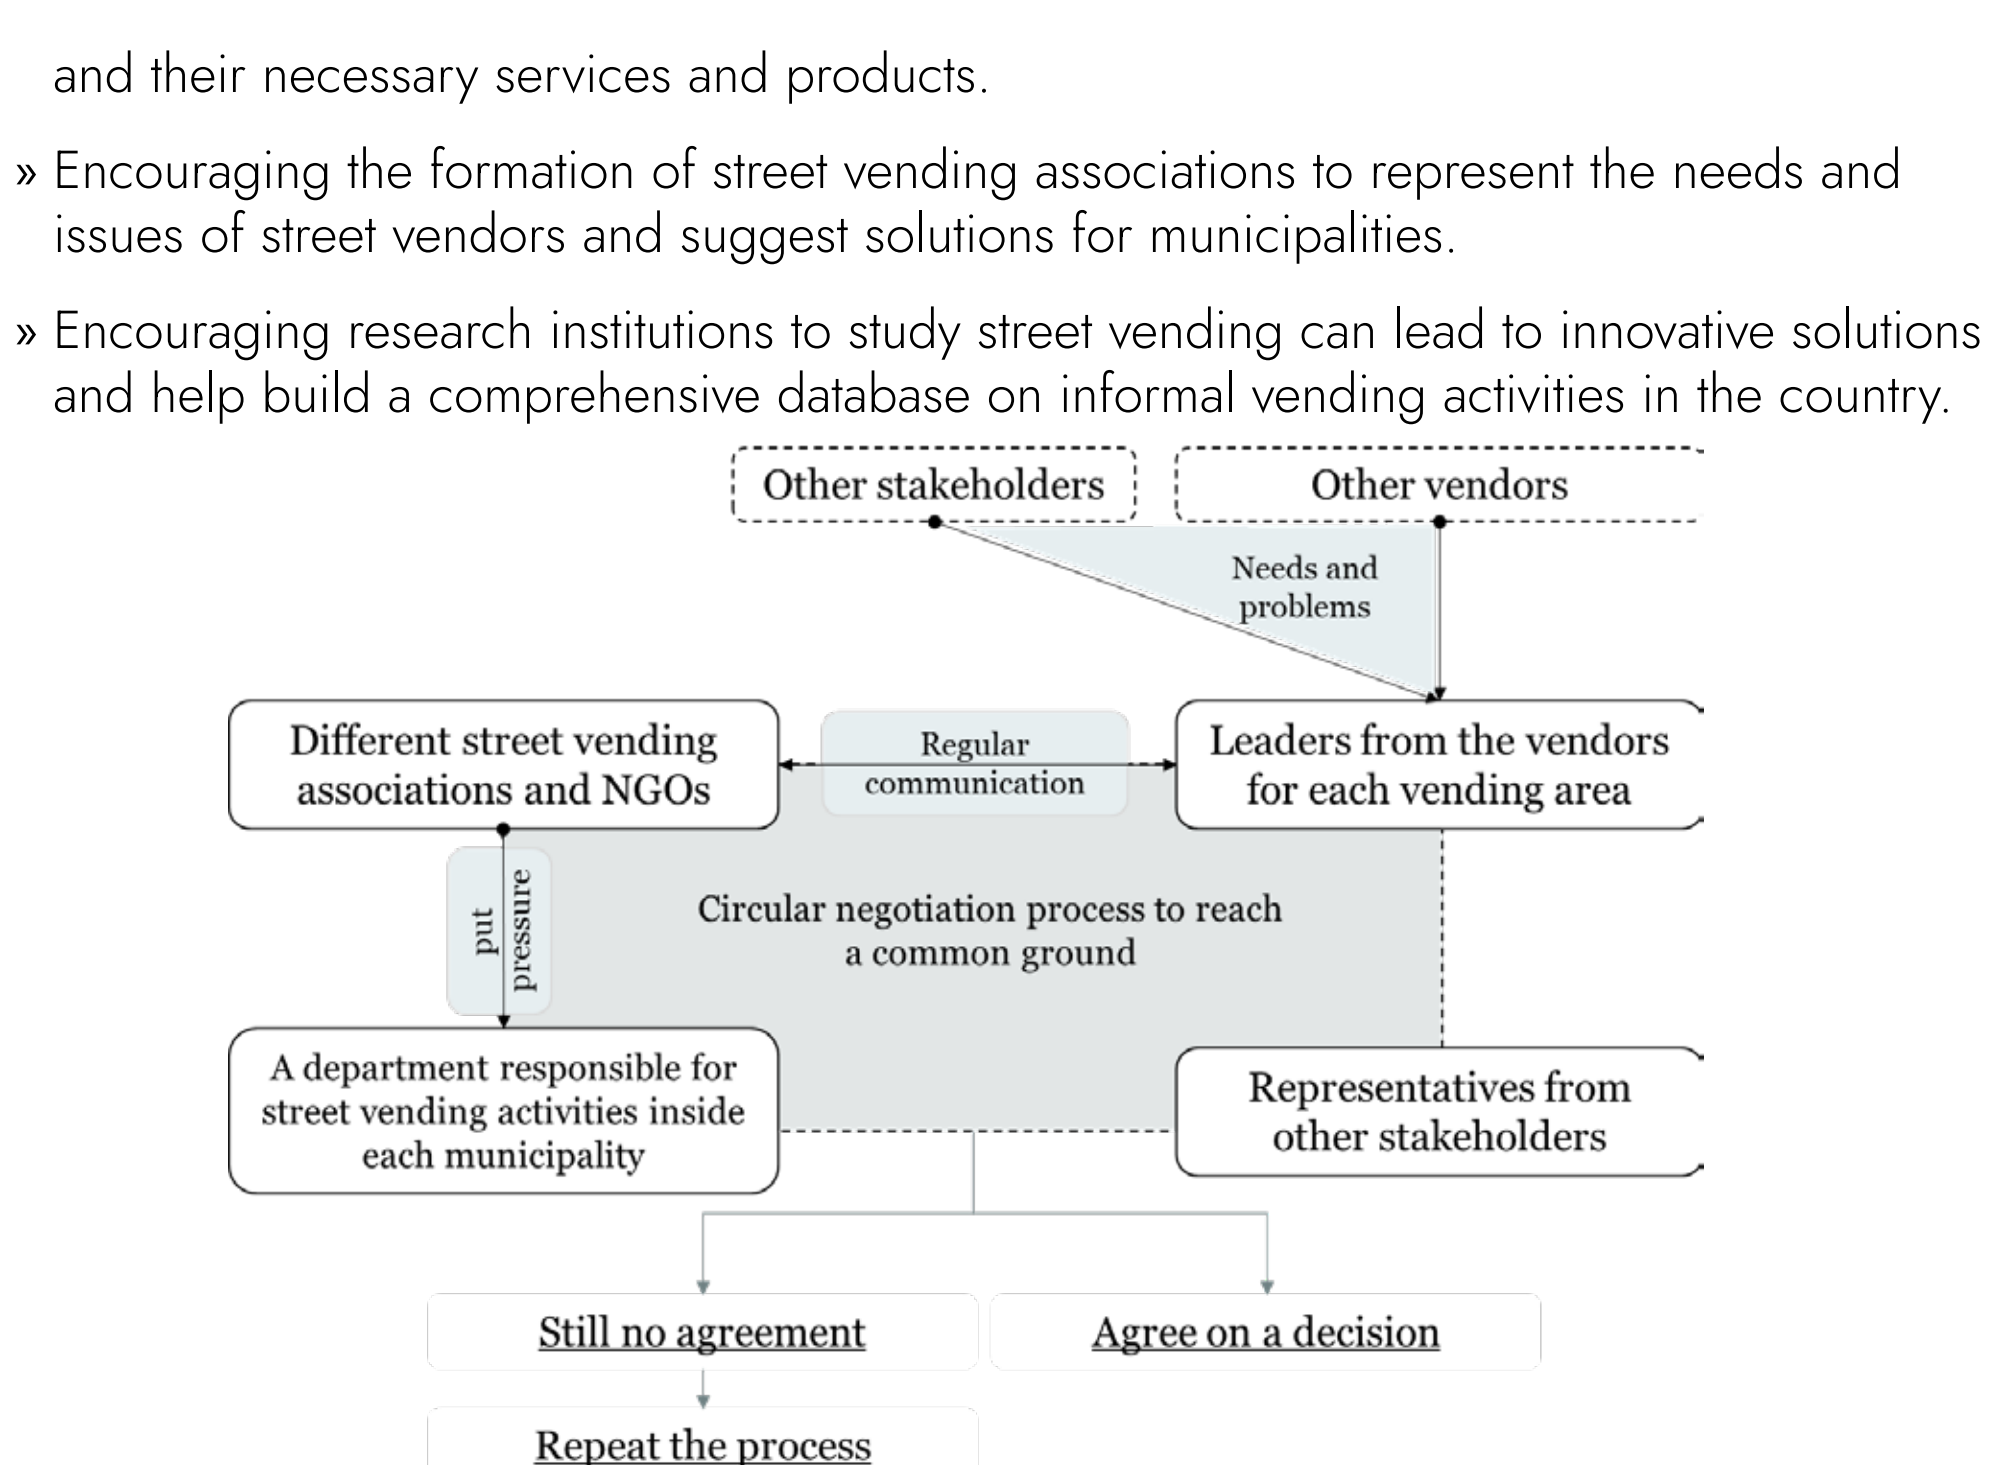 and their necessary services and products.
» Encouraging the formation of street vending associations to represent the needs and
issues of street vendors and suggest solutions for municipalities.
» Encouraging research institutions to study street vending can lead to innovative solutions
and help build a comprehensive database on informal vending activities in the country.
Other stakeholders
Other vendors
Needs and
problems
Different street vending
associations and NGOs
Regular
communication
Leaders from the vendors
for each vending area
put
pressure
Circular negotiation process to reach
a common ground
A department responsible for
street vending activities inside
each municipality
Representatives from
other stakeholders
Still no agreement
Agree on a decision
Repeat the process